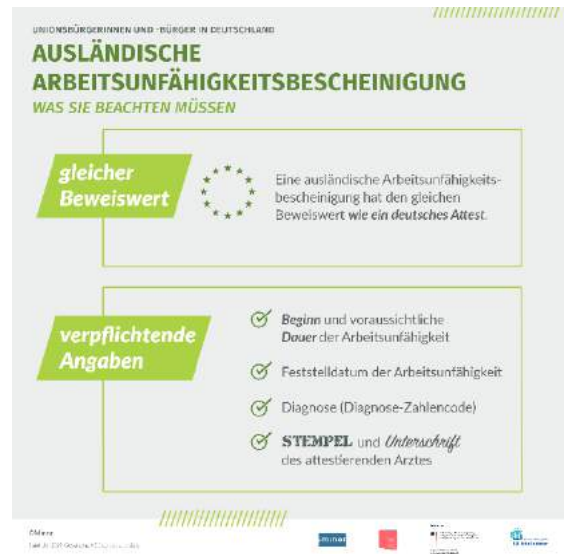 UNIONSBÜRGERINNEN UND -BÜRGER IN DEUTSCHLAND
AUSLÄNDISCHE
ARBEITSUNFÄHIGKEITSBESCHEINIGUNG
WAS SIE BEACHTEN MÜSSEN
gleicher
Beweiswert
Eine ausländische Arbeitsunfähigkeits-
bescheinigung hat den gleichen
Beweiswert wie ein deutsches Attest.
verpflichtende
Angaben
Beginn und voraussichtliche
Dauer der Arbeitsunfähigkeit
Feststelldatum der Arbeitsunfähigkeit
Diagnose (Diagnose-Zahlencode)
STEMPEL und Unterschrift
des attestierenden Arztes
minor